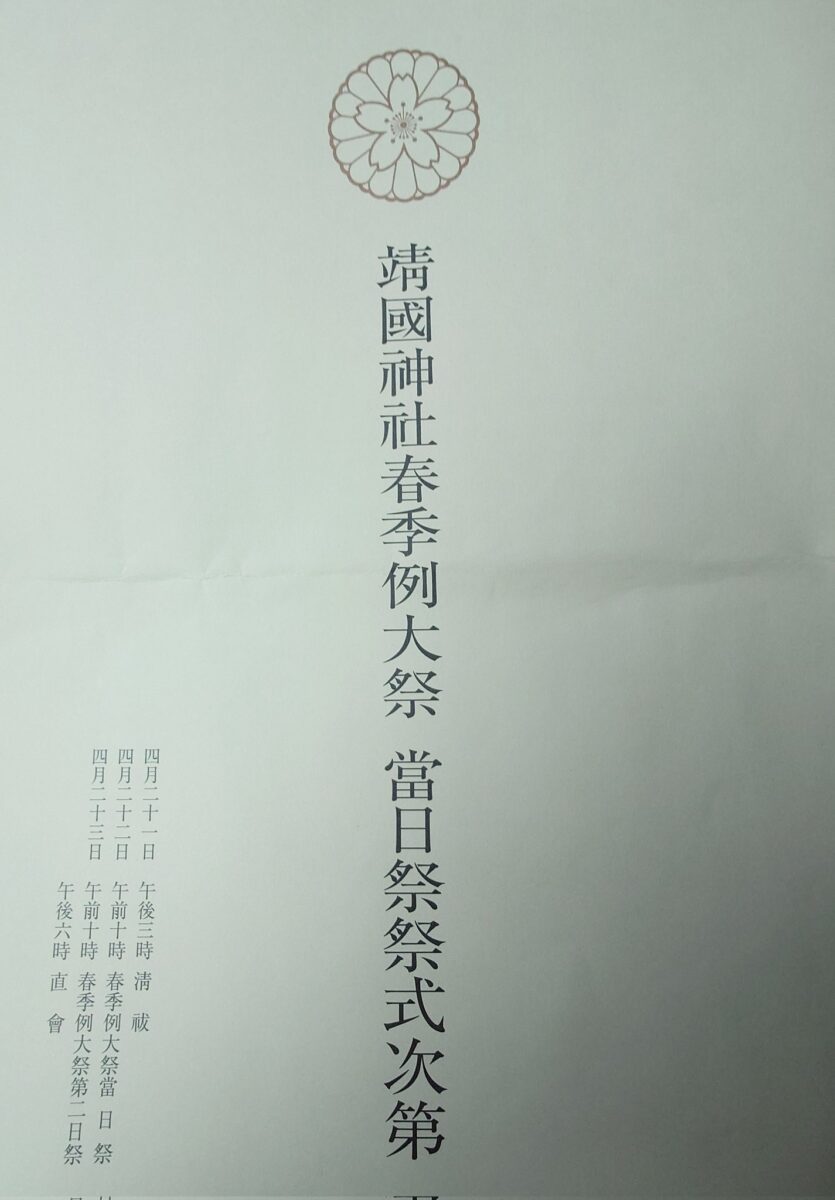 靖國神社春季例大祭 當日祭祭式次第
四月二十一日 午後三時 清祓
四月二十二日 午前十時 春季例大祭當日祭
四月二十三日 午前十時 春季例大祭第二日祭
午後六時 直會